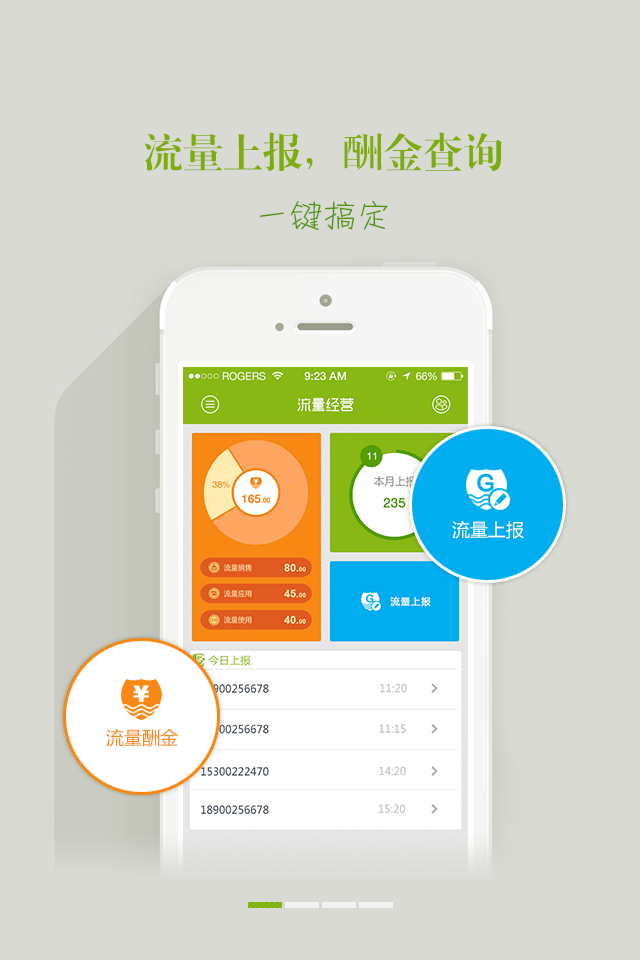 流量上报，酬金查询
一键搞定
ROGERS 9:23 AM 66%
流量经营
38%
¥
165.00
流量销售 80.00
流量应用 45.00
流量使用 40.00
11
本月上报
235
G
流量上报
G
流量上报
今日上报
900256678 11:20
00256678 11:15
15300222470 14:20
18900256678 15:20
¥
流量酬金